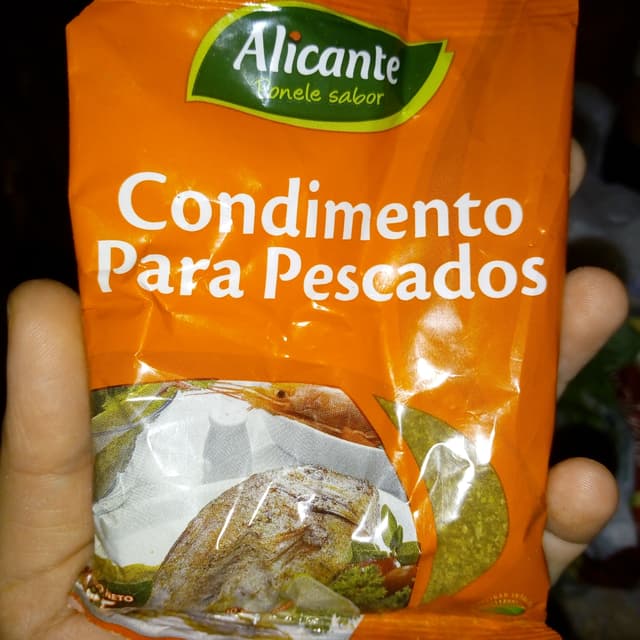 Alicante
Ponele sabor
Condimento
Para Pescados
NETO